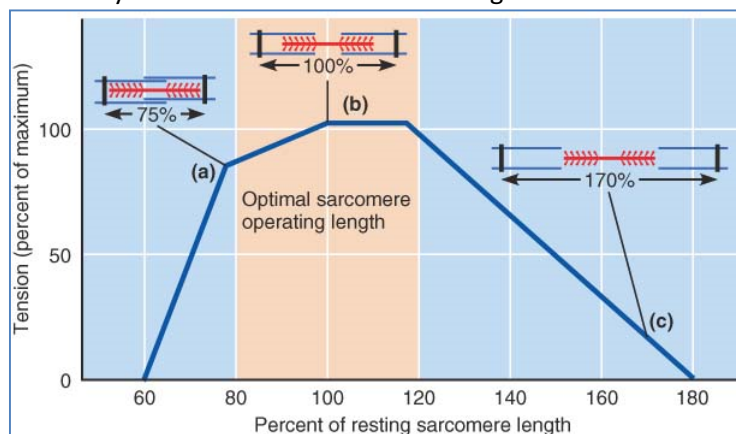 100%
75%
(b)
(a)
170%
Optimal sarcomere
operating length
(c)
Tension (percent of maximum)
100
50
0
60 80 100 120 140 160 180
Percent of resting sarcomere length